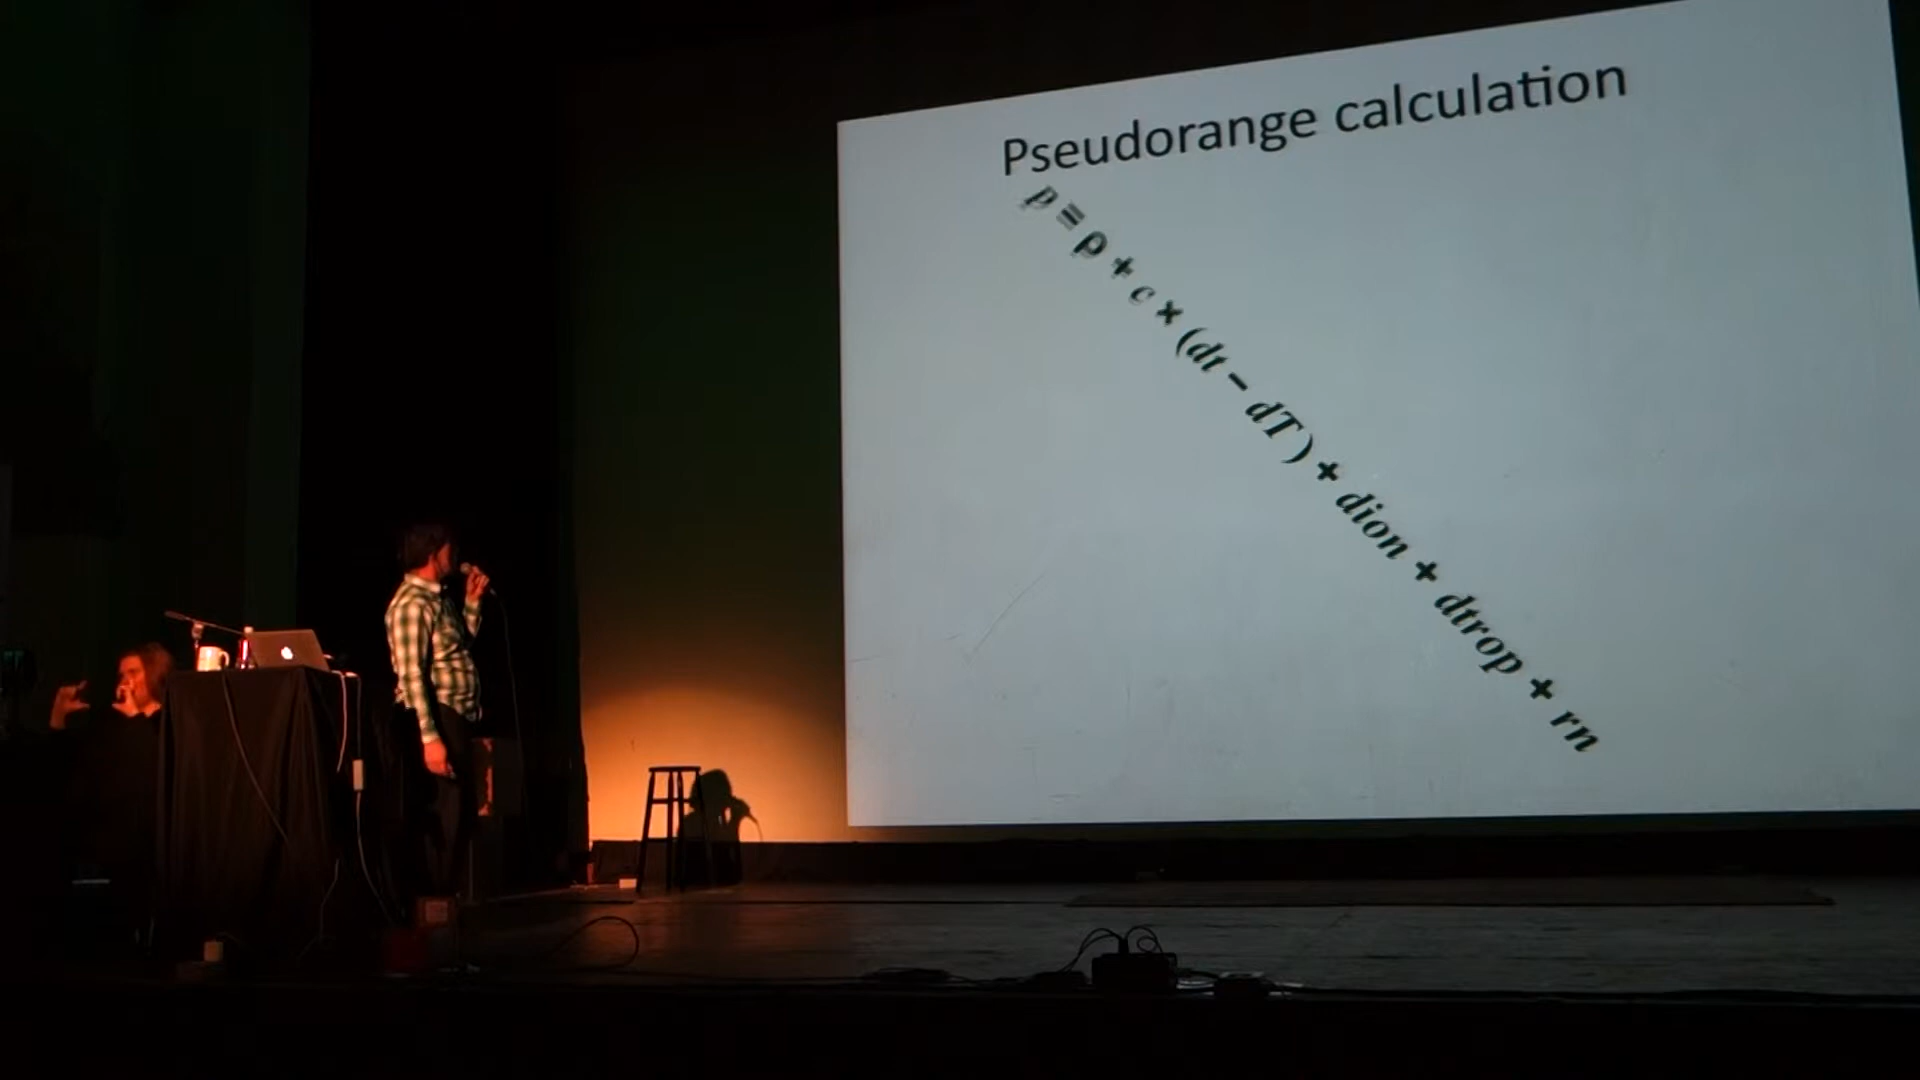 Pseudorange calculation
p = ρ + c × (dt – dT) + dion + dtrop + rn